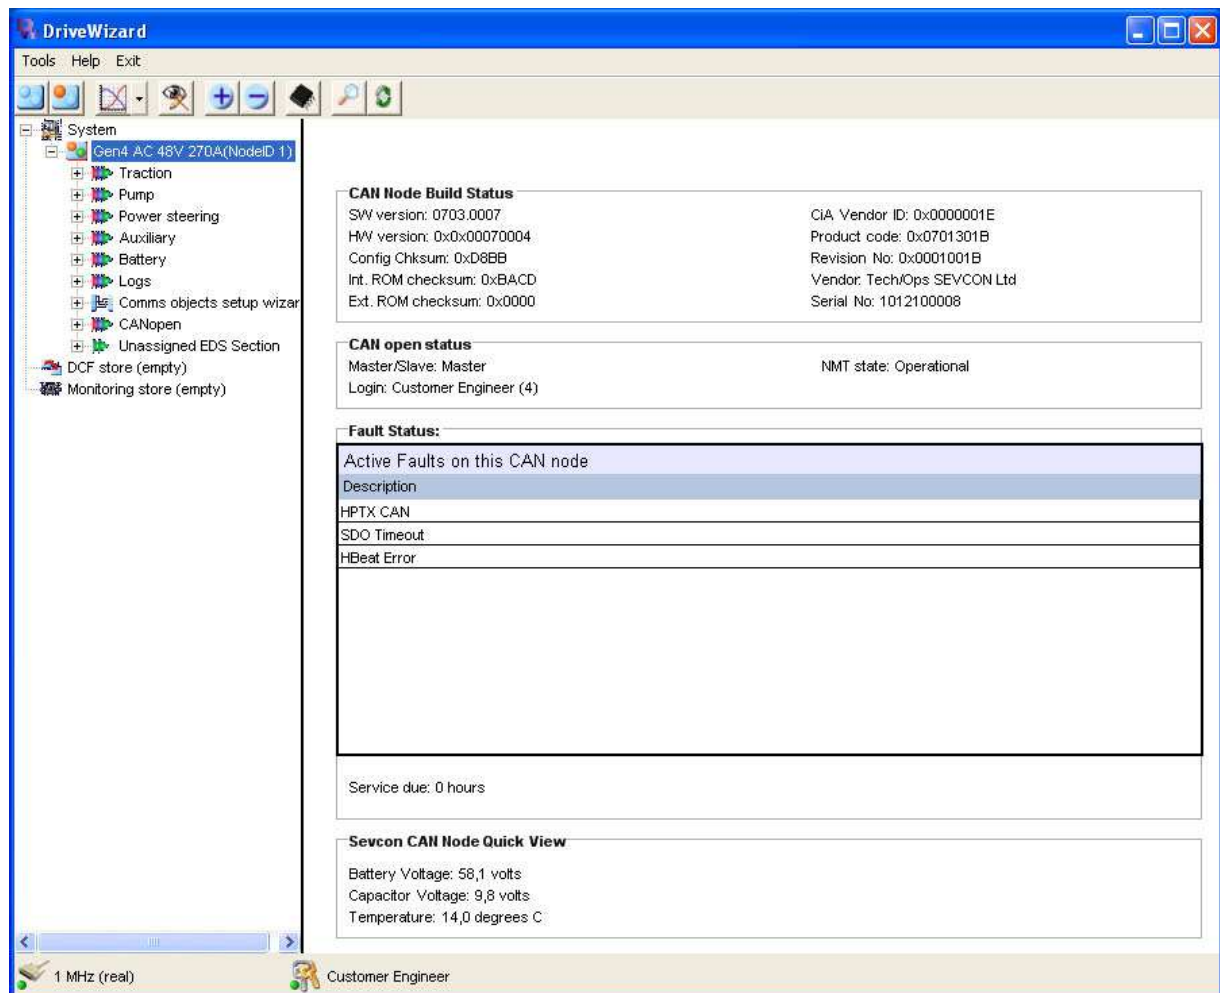 DriveWizard
Tools Help Exit
System
Gen4 AC 48V 270A(NodeID 1)
Traction
Pump
Power steering
Auxiliary
Battery
Logs
Comms objects setup wizar
CANopen
Unassigned EDS Section
DCF store (empty)
Monitoring store (empty)
CAN Node Build Status
SW version: 0703.0007
HW version: 0x0x00070004
Config Chksum: 0xD8BB
Int. ROM checksum: 0xBACD
Ext. ROM checksum: 0x0000
CiA Vendor ID: 0x0000001E
Product code: 0x0701301B
Revision No: 0x0001001B
Vendor: Tech/Ops SEVCON Ltd
Serial No: 1012100008
CAN open status
Master/Slave: Master
Login: Customer Engineer (4)
NMT state: Operational
Fault Status:
Active Faults on this CAN node
Description
HPTX CAN
SDO Timeout
HBeat Error
Service due: 0 hours
Sevcon CAN Node Quick View
Battery Voltage: 58,1 volts
Capacitor Voltage: 9,8 volts
Temperature: 14,0 degrees C
1 MHz (real)
Customer Engineer